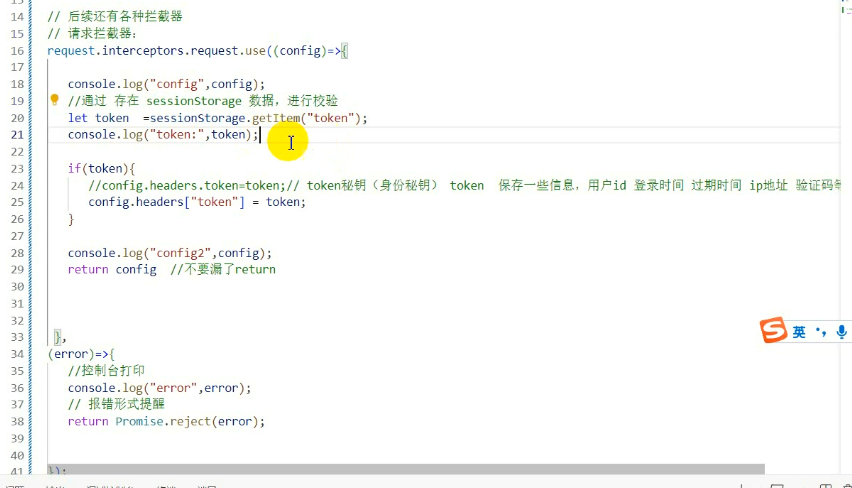 14 // 后续还有各种拦截器
15 // 请求拦截器:
16 request.interceptors.request.use((config)=>{
17
18 console.log("config",config);
19 //通过 存在 sessionStorage 数据，进行校验
20 let token =sessionStorage.getItem("token");
21 console.log("token:",token);
22
23 if(token){
24 //config.headers.token=token;// token秘钥（身份秘钥） token 保存一些信息，用户id 登录时间 过期时间 ip地址 验证码
25 config.headers["token"] = token;
26 }
27
28 console.log("config2",config);
29 return config //不要漏了return
30
31
32
33 },
34 (error)=>{
35 //控制台打印
36 console.log("error",error);
37 // 报错形式提醒
38 return Promise.reject(error);
39
40
41 });
S 英